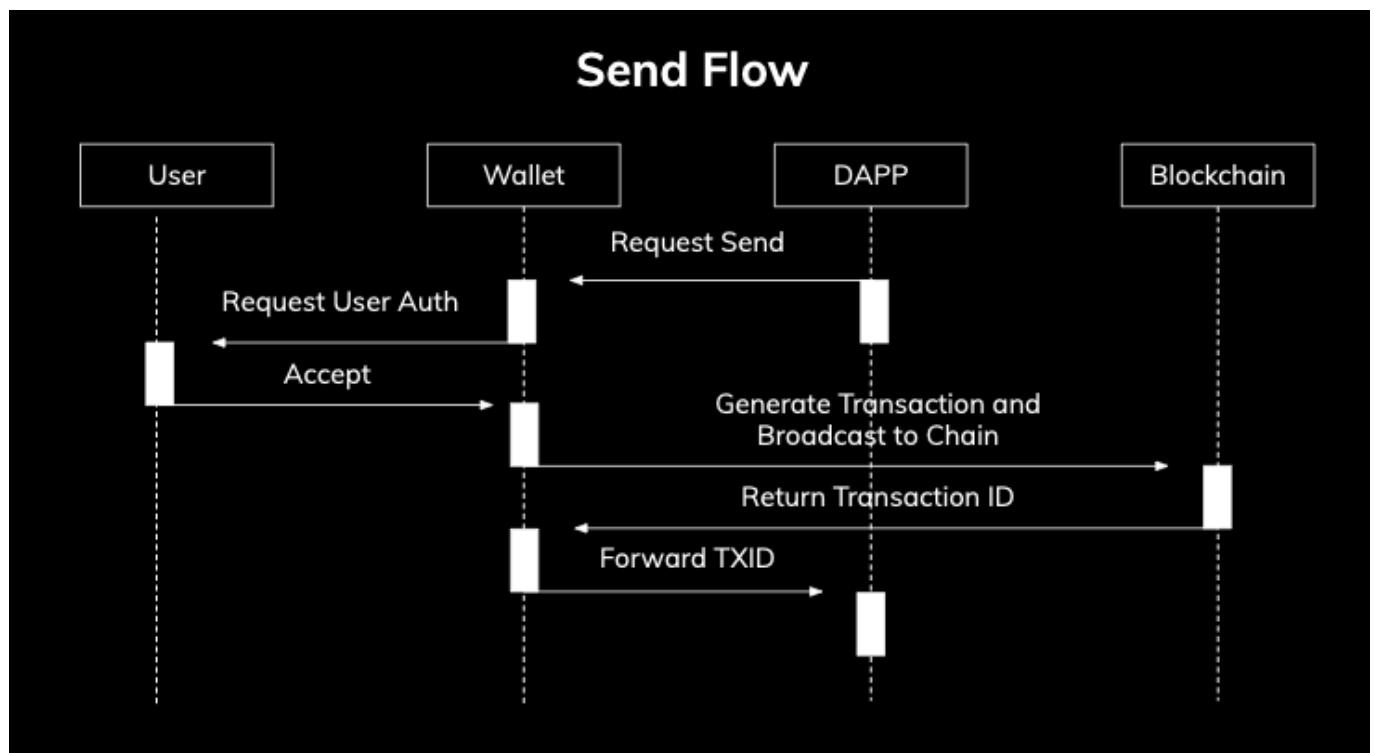 Send Flow
User
Wallet
DAPP
Blockchain
Request Send
Request User Auth
Accept
Generate Transaction and
Broadcast to Chain
Return Transaction ID
Forward TXID